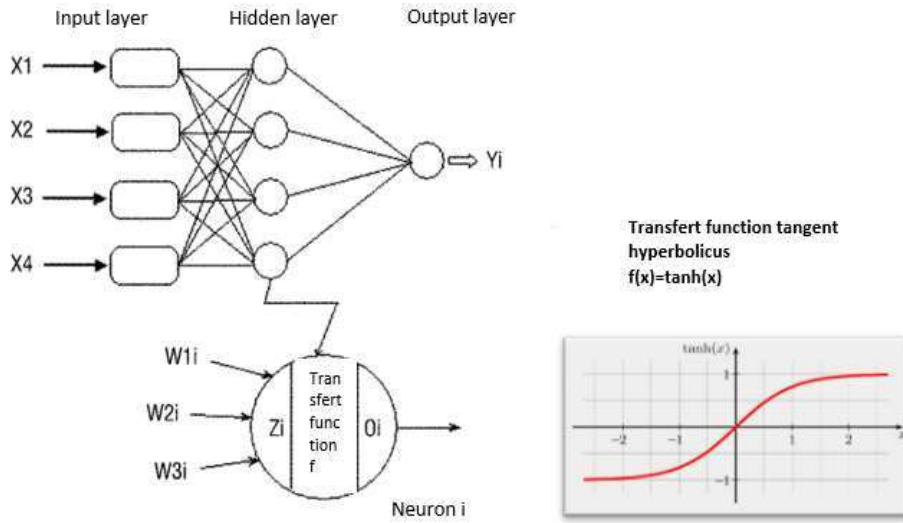 Input layer
Hidden layer
Output layer
X1
X2
X3
X4
Yi
Transfert function tangent
hyperbolicus
f(x)=tanh(x)
W1i
W2i
W3i
Zi
Tran
sfert
func
tion
f
Oi
Neuron i
tanh(x)
1
-2
-1
1
2
x
-1